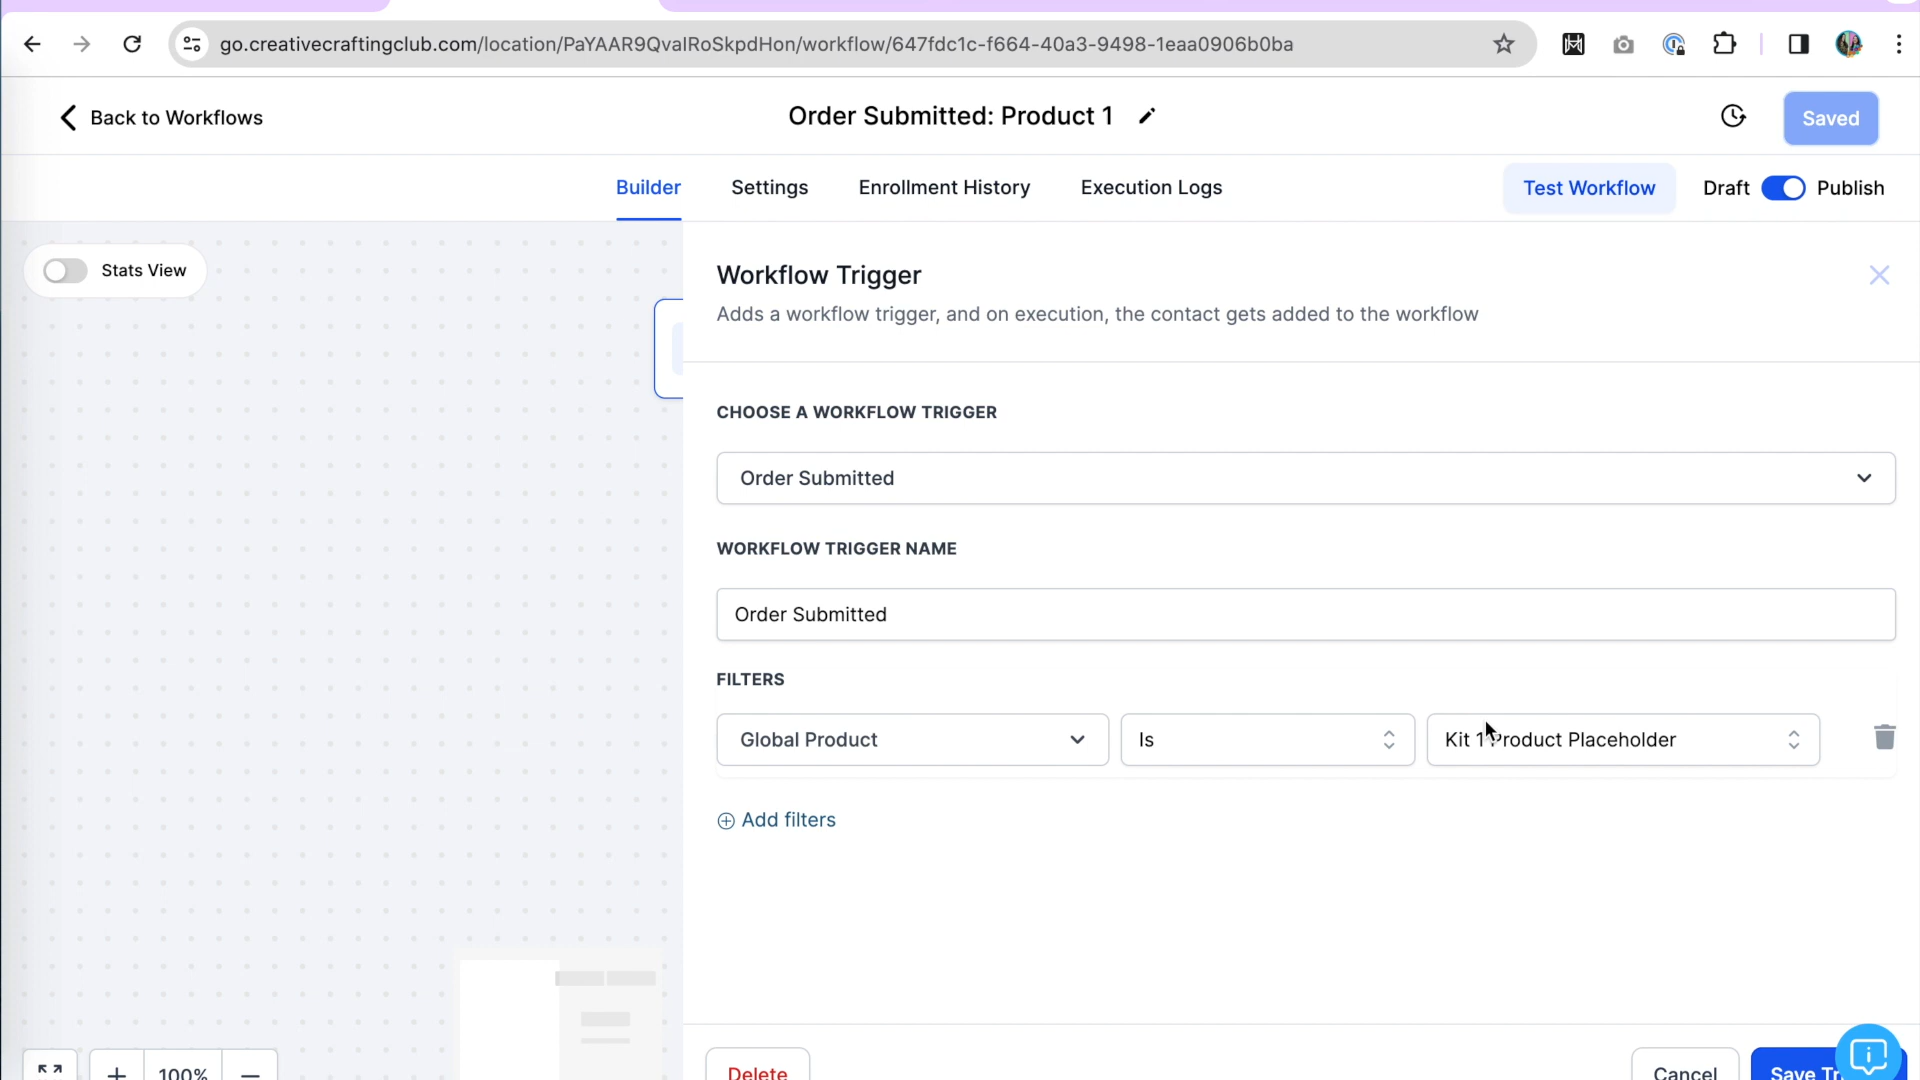 go.creativecraftingclub.com/location/PaYAAR9QvaIRoSkpdHon/workflow/647fdc1c-f664-40a3-9498-1eaa0906b0ba
Back to Workflows
Order Submitted: Product 1
Saved
Builder
Settings
Enrollment History
Execution Logs
Test Workflow
Draft
Publish
Stats View
Workflow Trigger
Adds a workflow trigger, and on execution, the contact gets added to the workflow
CHOOSE A WORKFLOW TRIGGER
Order Submitted
WORKFLOW TRIGGER NAME
Order Submitted
FILTERS
Global Product
Is
Kit 1 Product Placeholder
Add filters
100%
Delete
Cancel
Save